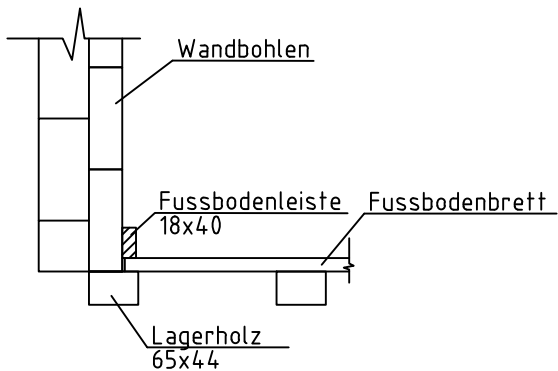 Wandbohlen
Fussbodenleiste
18x40
Fussbodenbrett
Lagerholz
65x44